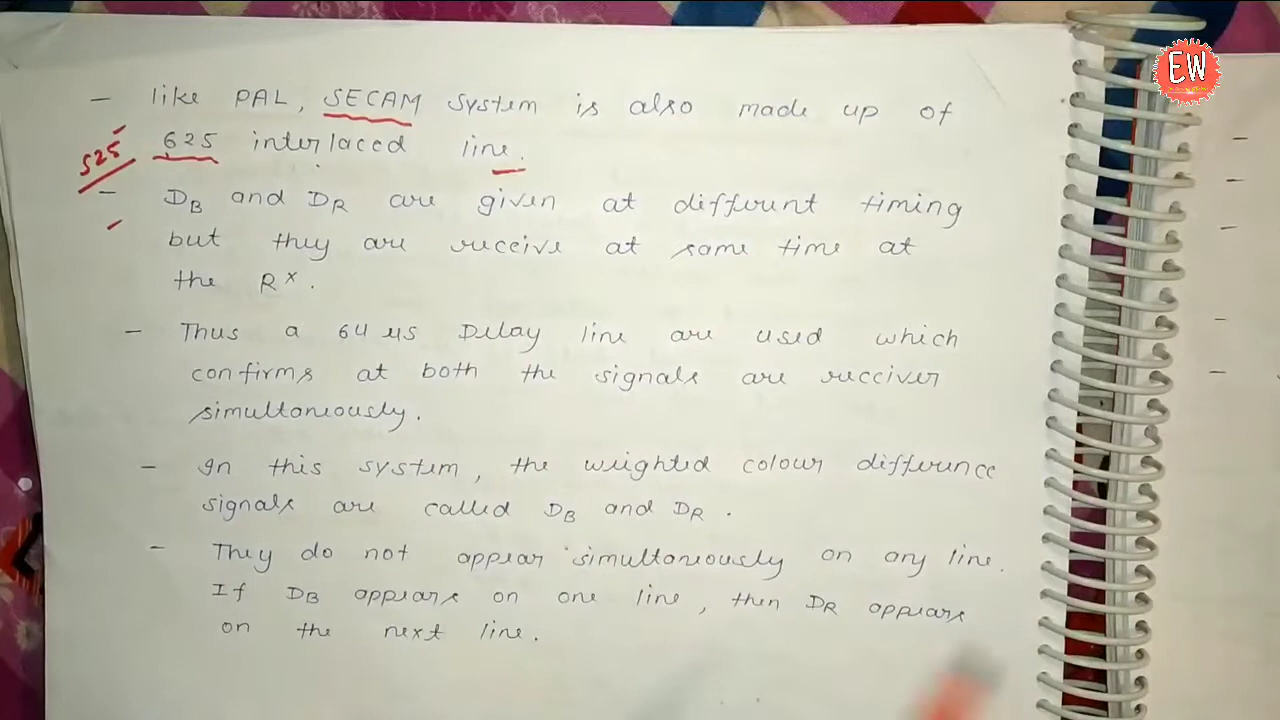 EW
- like PAL, SECAM system is also made up of
525 625 interlaced line.
- DB and DR are given at different timing
but they are receive at same time at
the Rx.
- Thus a 64 us Delay line are used which
confirms at both the signals are reciver
simultaneously.
- In this system, the weighted colour difference
signals are called DB and DR.
- They do not appear simultaneously on any line.
If DB appears on one line, then DR appears
on the next line.